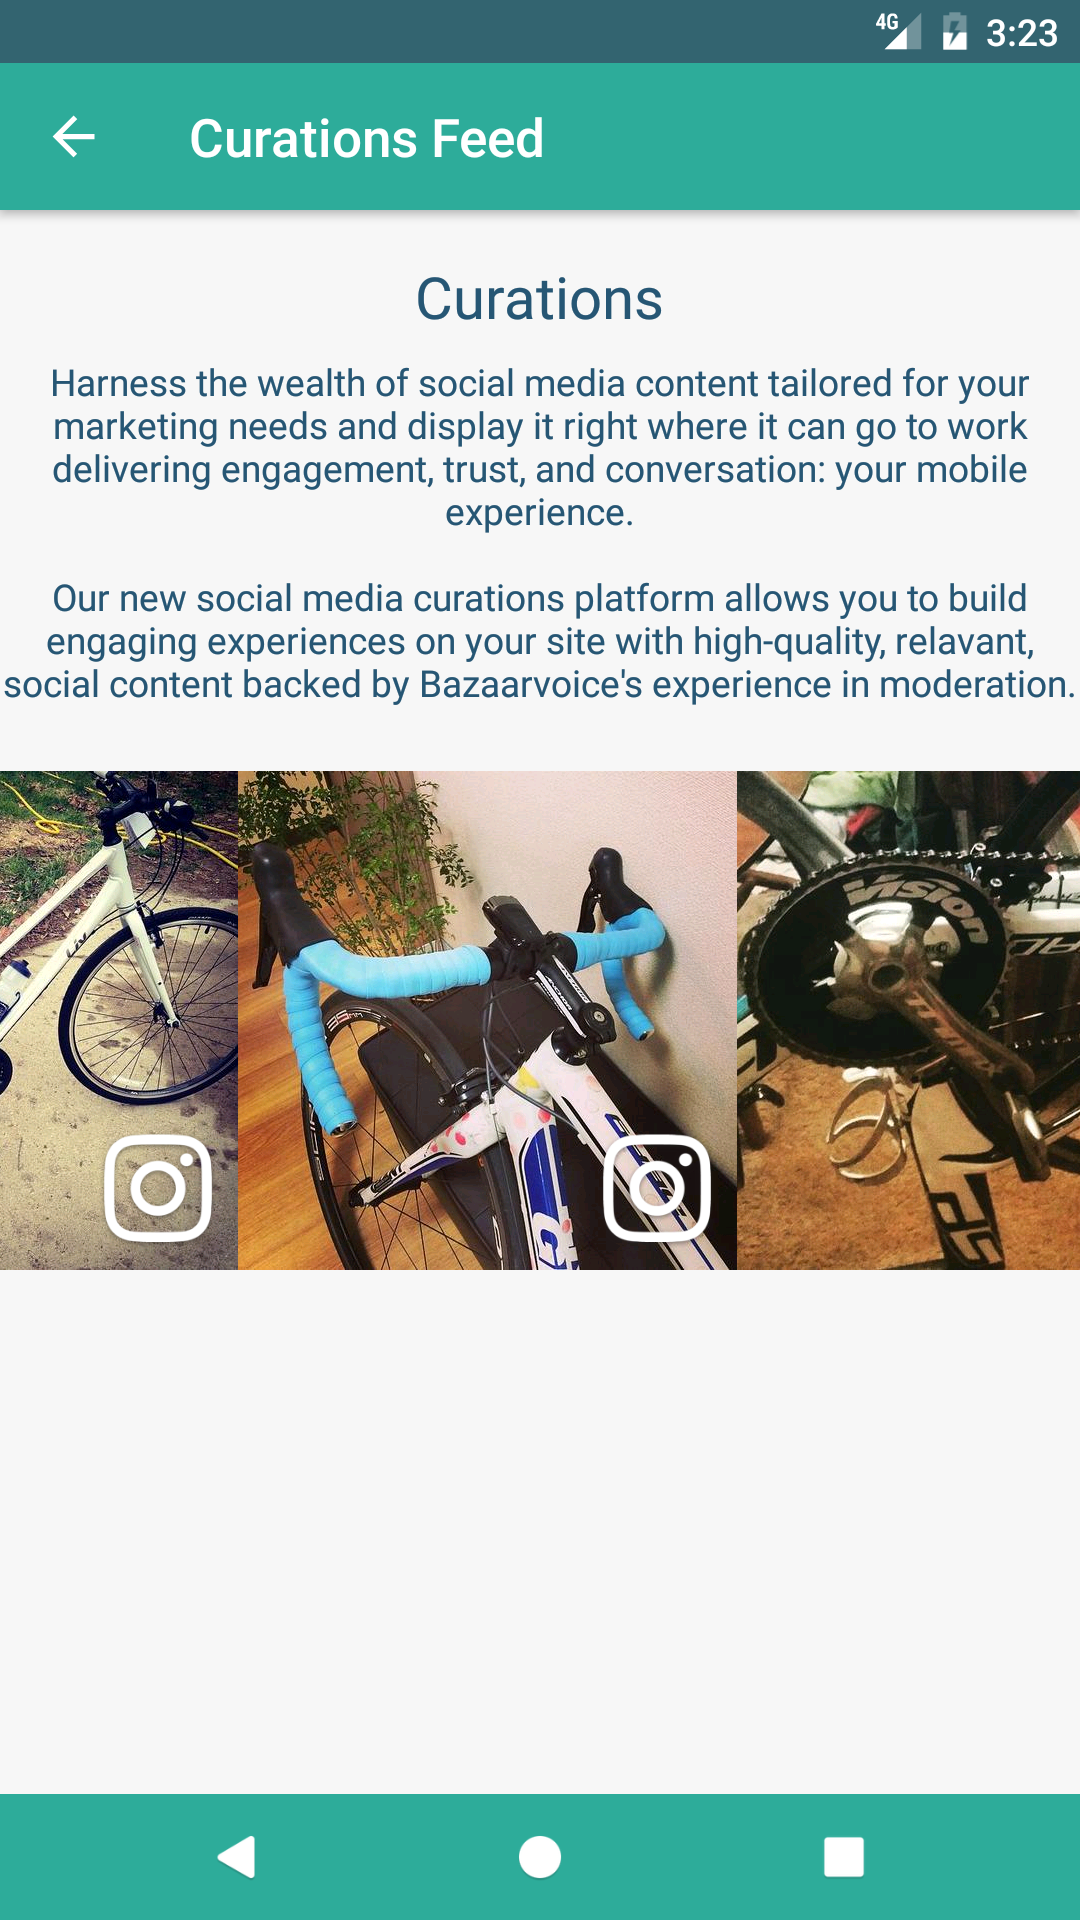 4G 3:23
Curations Feed
Curations
Harness the wealth of social media content tailored for your
marketing needs and display it right where it can go to work
delivering engagement, trust, and conversation: your mobile
experience.
Our new social media curations platform allows you to build
engaging experiences on your site with high-quality, relavant,
social content backed by Bazaarvoice's experience in moderation.
Vision